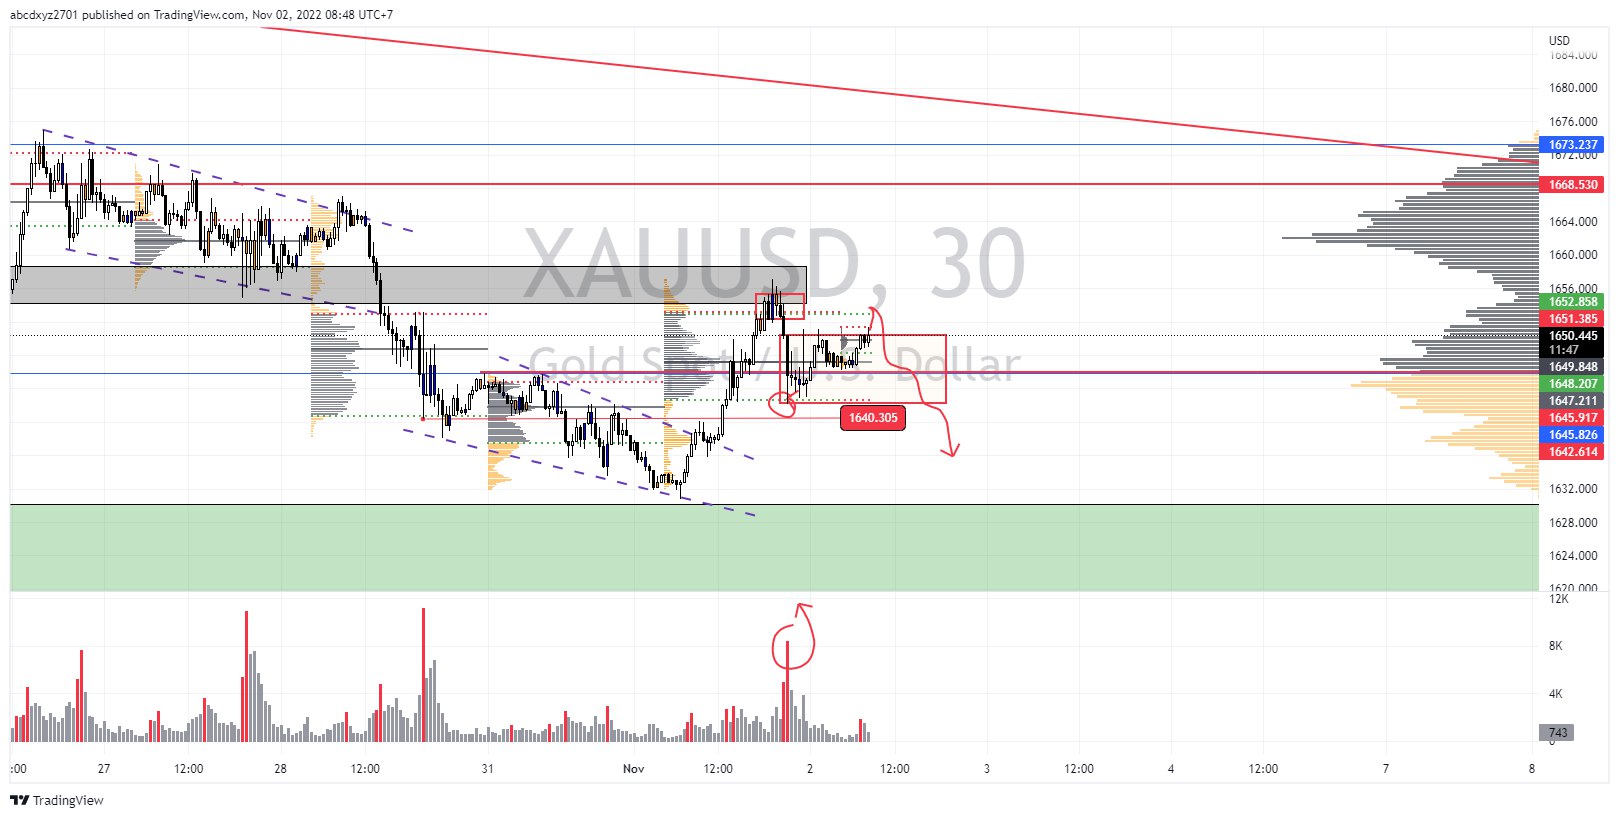 abcdxyz2701 published on TradingView.com, Nov 02, 2022 08:48 UTC+7
USD
1684.000
1680.000
1676.000
1673.237
1672.000
1668.530
1664.000
1660.000
1656.000
1652.858
1651.385
1650.445
11:47
1649.848
1648.207
1647.211
1645.917
1645.826
1642.614
1632.000
1628.000
1624.000
1620.000
XAUUSD, 30
Gold Spot / U.S. Dollar
1640.305
12K
8K
4K
743
0
:00 27 12:00 28 12:00 31 Nov 12:00 2 12:00 3 12:00 4 12:00 7 8
TradingView